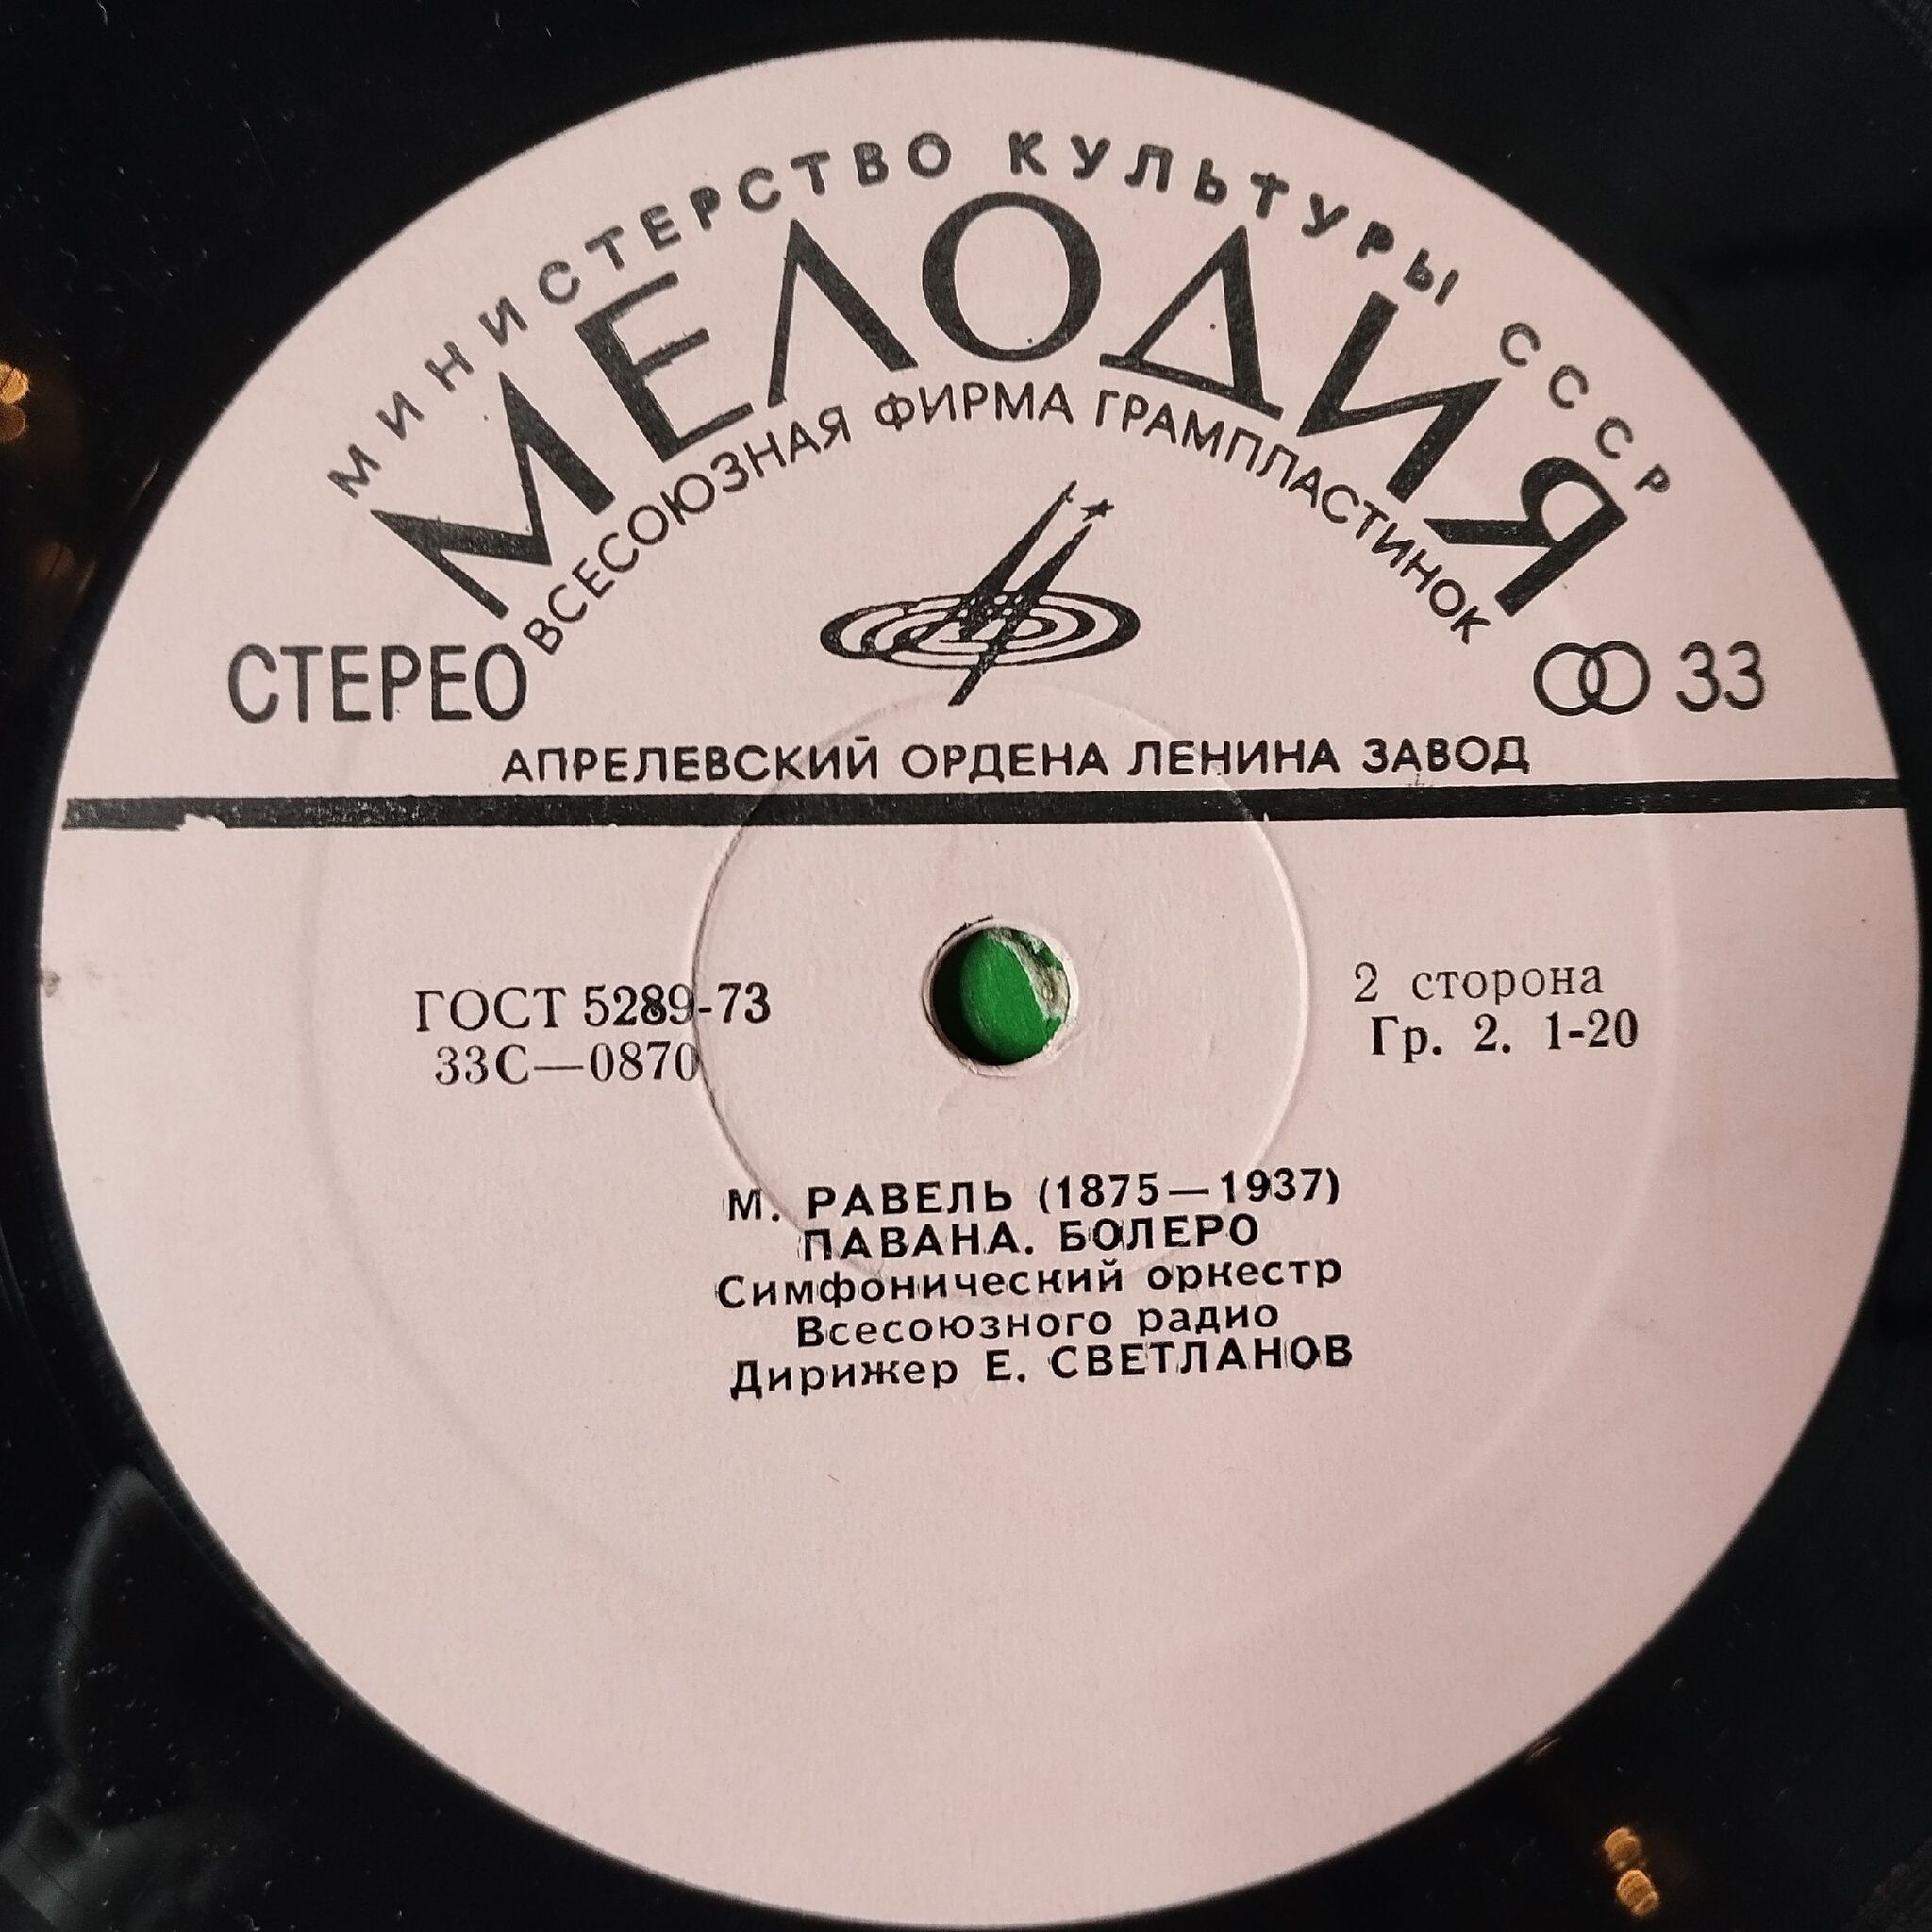 МИНИСТЕРСТВО КУЛЬТУРЫ СССР
МЕЛОДИЯ
ВСЕСОЮЗНАЯ ФИРМА ГРАМПЛАСТИНОК
СТЕРЕО
33
АПРЕЛЕВСКИЙ ОРДЕНА ЛЕНИНА ЗАВОД
ГОСТ 5289-73
33С—0870
2 сторона
Гр. 2. 1-20
М. РАВЕЛЬ (1875—1937)
ПАВАНА. БОЛЕРО
Симфонический оркестр
Всесоюзного радио
Дирижер Е. СВЕТЛАНОВ